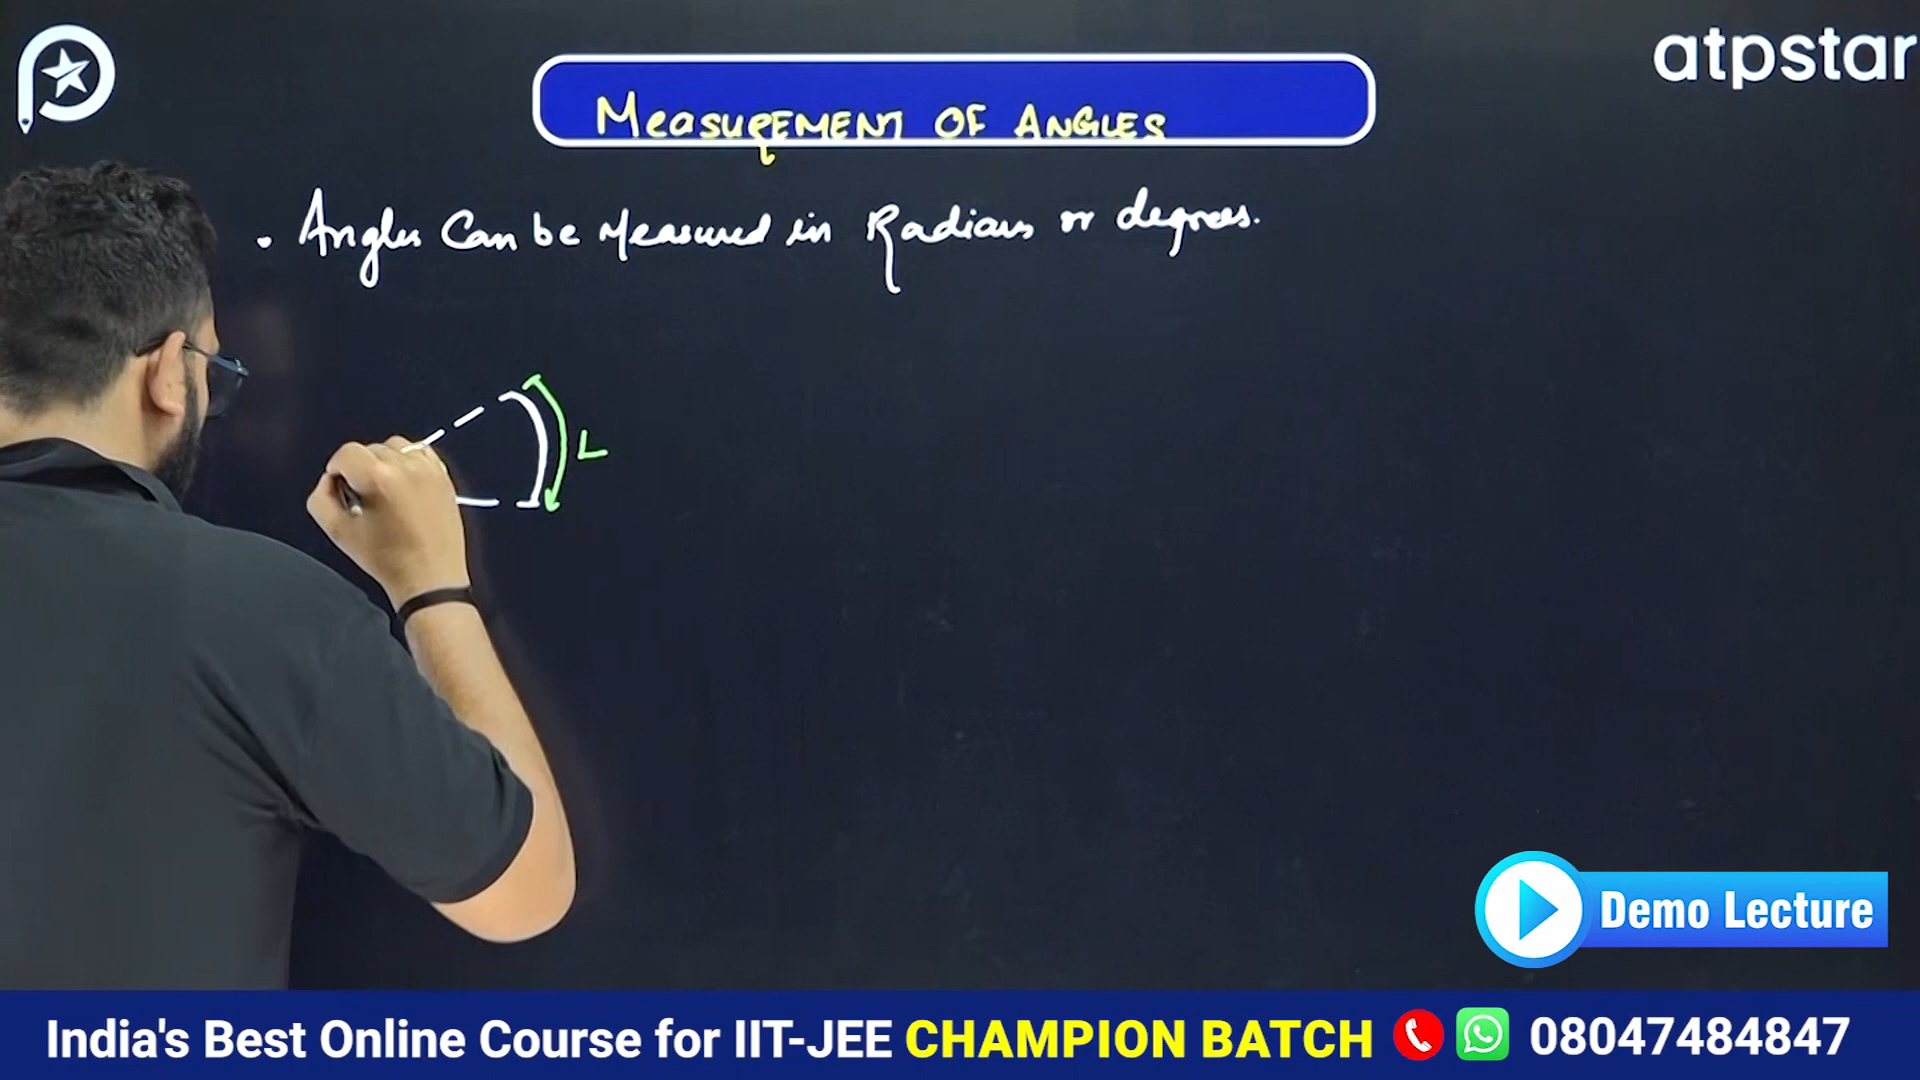 atpstar
MEASUREMENT OF ANGLES
• Angles Can be Measured in Radians or degrees.
L
Demo Lecture
India's Best Online Course for IIT-JEE CHAMPION BATCH 08047484847